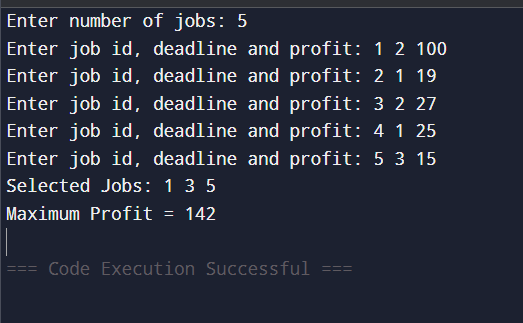 Enter number of jobs: 5
Enter job id, deadline and profit: 1 2 100
Enter job id, deadline and profit: 2 1 19
Enter job id, deadline and profit: 3 2 27
Enter job id, deadline and profit: 4 1 25
Enter job id, deadline and profit: 5 3 15
Selected Jobs: 1 3 5
Maximum Profit = 142
=== Code Execution Successful ===